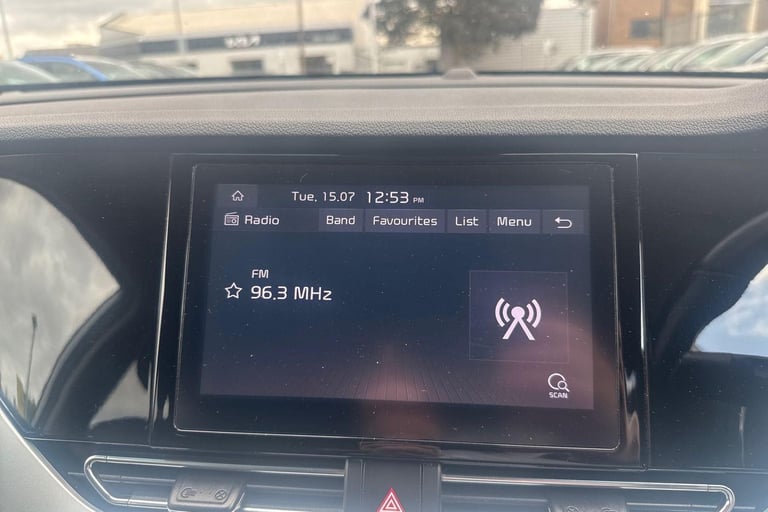 Tue, 15.07 12:53 PM
Radio Band Favourites List Menu
FM
96.3 MHz
SCAN